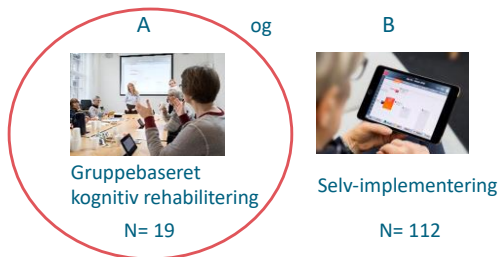 A og B
Gruppebaseret
kognitiv rehabilitering
N= 19
Selv-implementering
N= 112